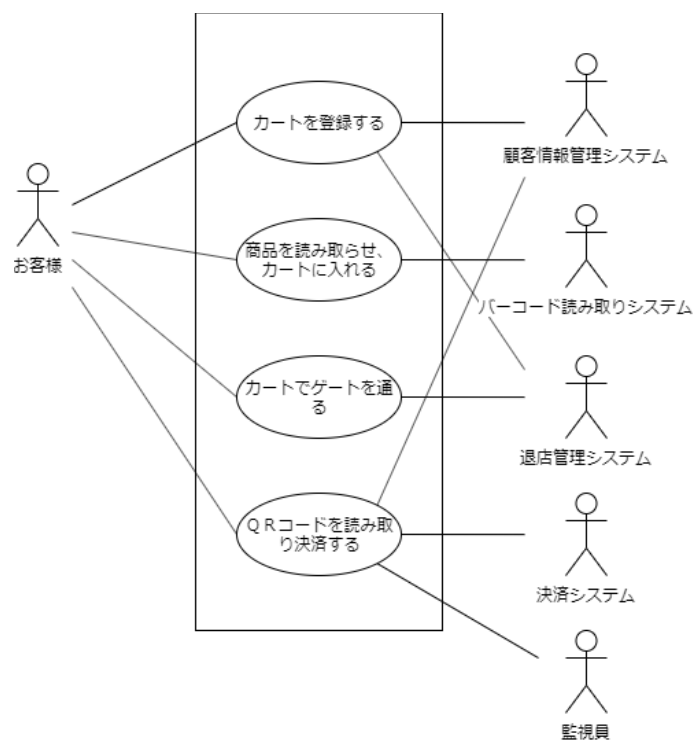 カートを登録する
顧客情報管理システム
お客様
商品を読み取らせ、
カートに入れる
バーコード読み取りシステム
カートでゲートを通
る
退店管理システム
ＱＲコードを読み取
り決済する
決済システム
監視員